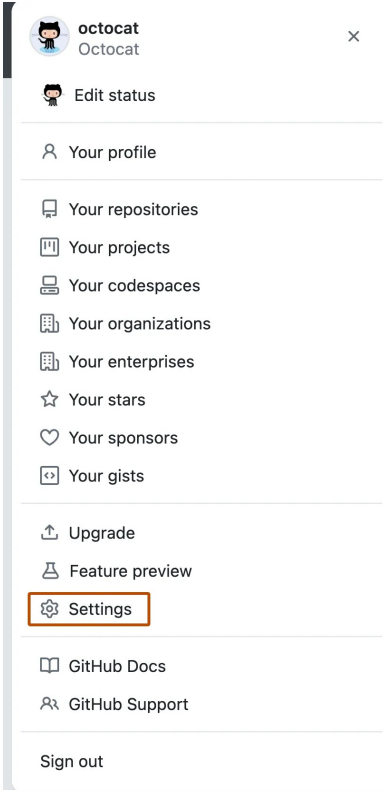 octocat
Octocat
Edit status
Your profile
Your repositories
Your projects
Your codespaces
Your organizations
Your enterprises
Your stars
Your sponsors
Your gists
Upgrade
Feature preview
Settings
GitHub Docs
GitHub Support
Sign out